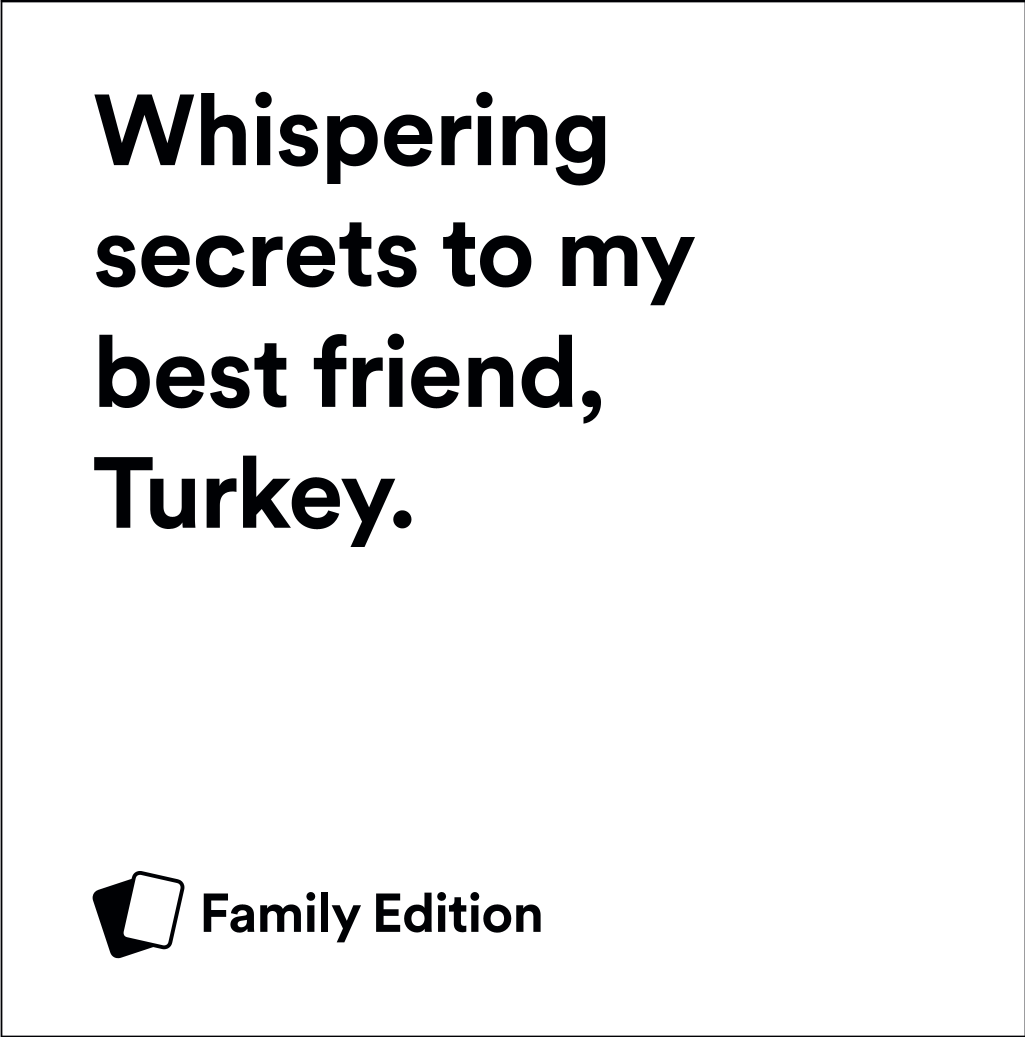 Whispering
secrets to my
best friend,
Turkey.
Family Edition